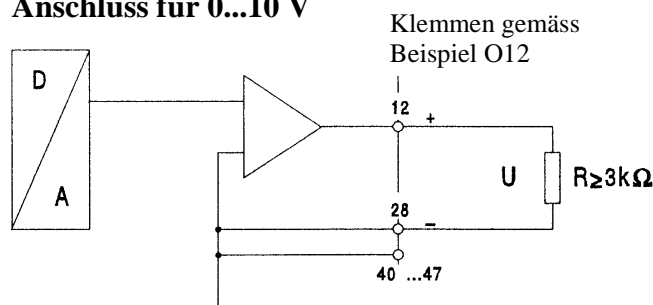 Anschluss für 0...10 V
Klemmen gemäss
Beispiel O12
D
A
12
+
U
R≥3kΩ
28
–
40 ...47